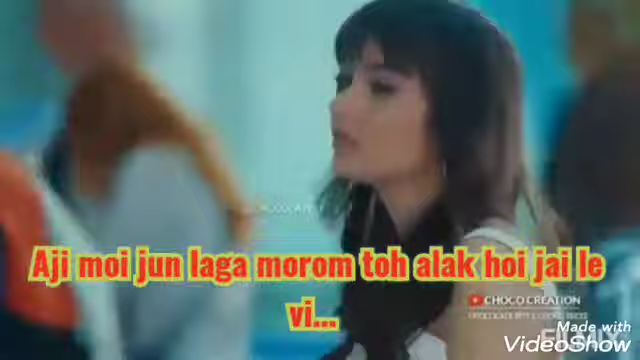 Aji moi jun laga morom toh alak hoi jai le
vi...
CHOCO CREATION
Made with
VideoShow